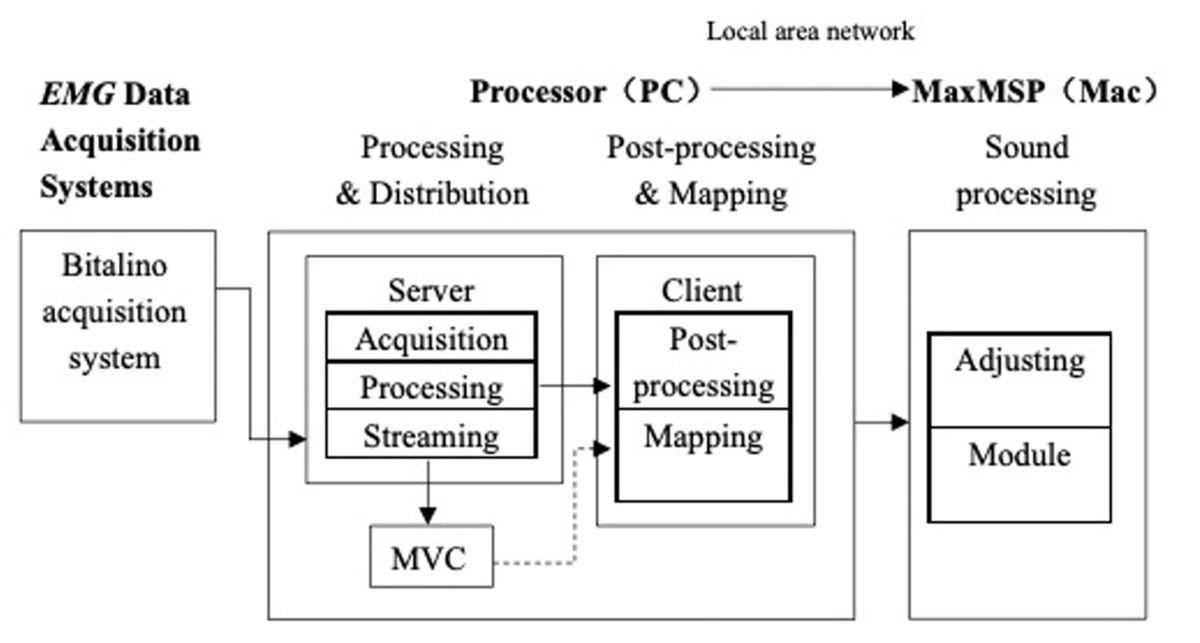 Local area network
EMG Data
Acquisition
Systems
Processor（PC）
MaxMSP（Mac）
Processing
& Distribution
Post-processing
& Mapping
Sound
processing
Bitalino
acquisition
system
Server
Acquisition
Processing
Streaming
MVC
Client
Post-
processing
Mapping
Adjusting
Module